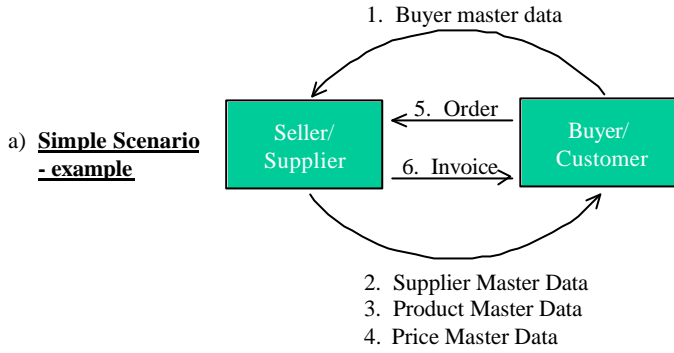 1. Buyer master data
a) Simple Scenario
- example
Seller/
Supplier
5. Order
6. Invoice
Buyer/
Customer
2. Supplier Master Data
3. Product Master Data
4. Price Master Data